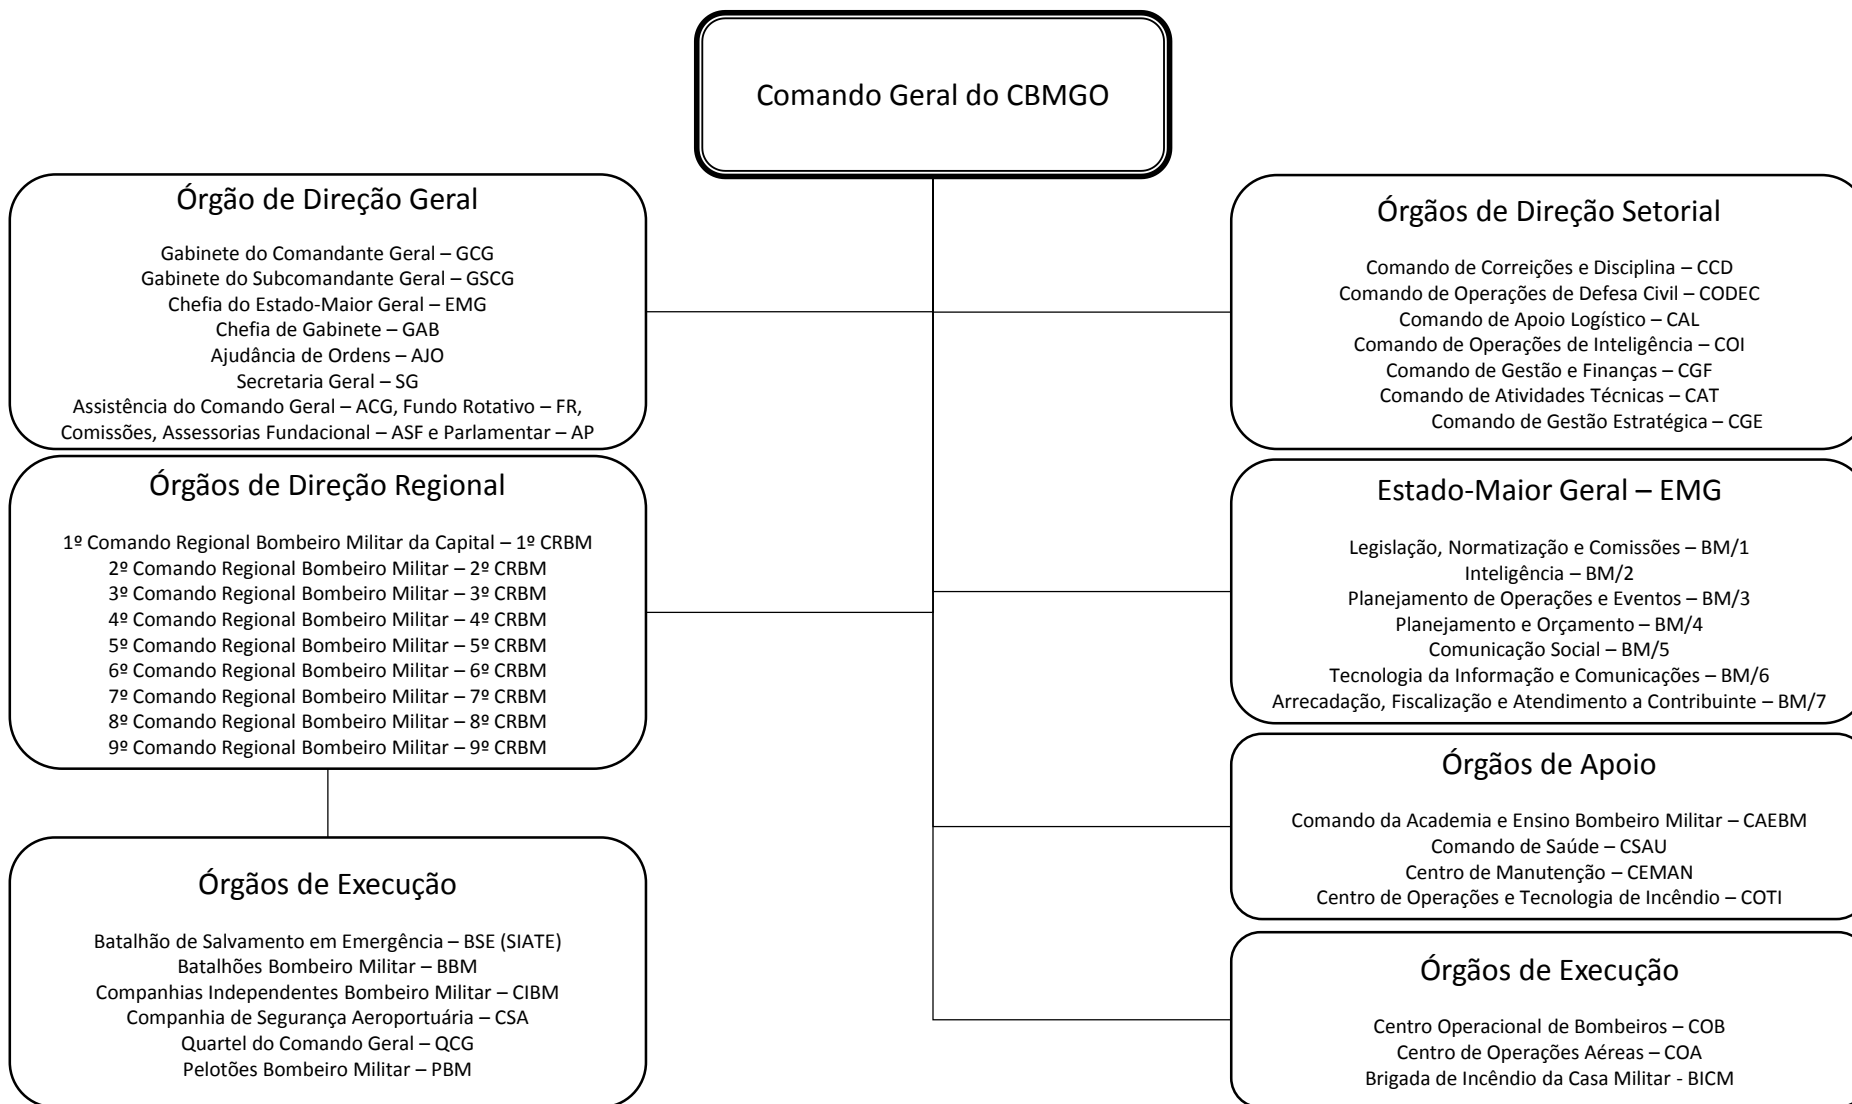 Comando Geral do CBMGO
Órgão de Direção Geral
Gabinete do Comandante Geral – GCG
Gabinete do Subcomandante Geral – GSCG
Chefia do Estado-Maior Geral – EMG
Chefia de Gabinete – GAB
Ajudância de Ordens – AJO
Secretaria Geral – SG
Assistência do Comando Geral – ACG, Fundo Rotativo – FR,
Comissões, Assessorias Fundacional – ASF e Parlamentar – AP
Órgãos de Direção Regional
1º Comando Regional Bombeiro Militar da Capital – 1º CRBM
2º Comando Regional Bombeiro Militar – 2º CRBM
3º Comando Regional Bombeiro Militar – 3º CRBM
4º Comando Regional Bombeiro Militar – 4º CRBM
5º Comando Regional Bombeiro Militar – 5º CRBM
6º Comando Regional Bombeiro Militar – 6º CRBM
7º Comando Regional Bombeiro Militar – 7º CRBM
8º Comando Regional Bombeiro Militar – 8º CRBM
9º Comando Regional Bombeiro Militar – 9º CRBM
Órgãos de Execução
Batalhão de Salvamento em Emergência – BSE (SIATE)
Batalhões Bombeiro Militar – BBM
Companhias Independentes Bombeiro Militar – CIBM
Companhia de Segurança Aeroportuária – CSA
Quartel do Comando Geral – QCG
Pelotões Bombeiro Militar – PBM
Órgãos de Direção Setorial
Comando de Correições e Disciplina – CCD
Comando de Operações de Defesa Civil – CODEC
Comando de Apoio Logístico – CAL
Comando de Operações de Inteligência – COI
Comando de Gestão e Finanças – CGF
Comando de Atividades Técnicas – CAT
Comando de Gestão Estratégica – CGE
Estado-Maior Geral – EMG
Legislação, Normatização e Comissões – BM/1
Inteligência – BM/2
Planejamento de Operações e Eventos – BM/3
Planejamento e Orçamento – BM/4
Comunicação Social – BM/5
Tecnologia da Informação e Comunicações – BM/6
Arrecadação, Fiscalização e Atendimento a Contribuinte – BM/7
Órgãos de Apoio
Comando da Academia e Ensino Bombeiro Militar – CAEBM
Comando de Saúde – CSAU
Centro de Manutenção – CEMAN
Centro de Operações e Tecnologia de Incêndio – COTI
Órgãos de Execução
Centro Operacional de Bombeiros – COB
Centro de Operações Aéreas – COA
Brigada de Incêndio da Casa Militar - BICM